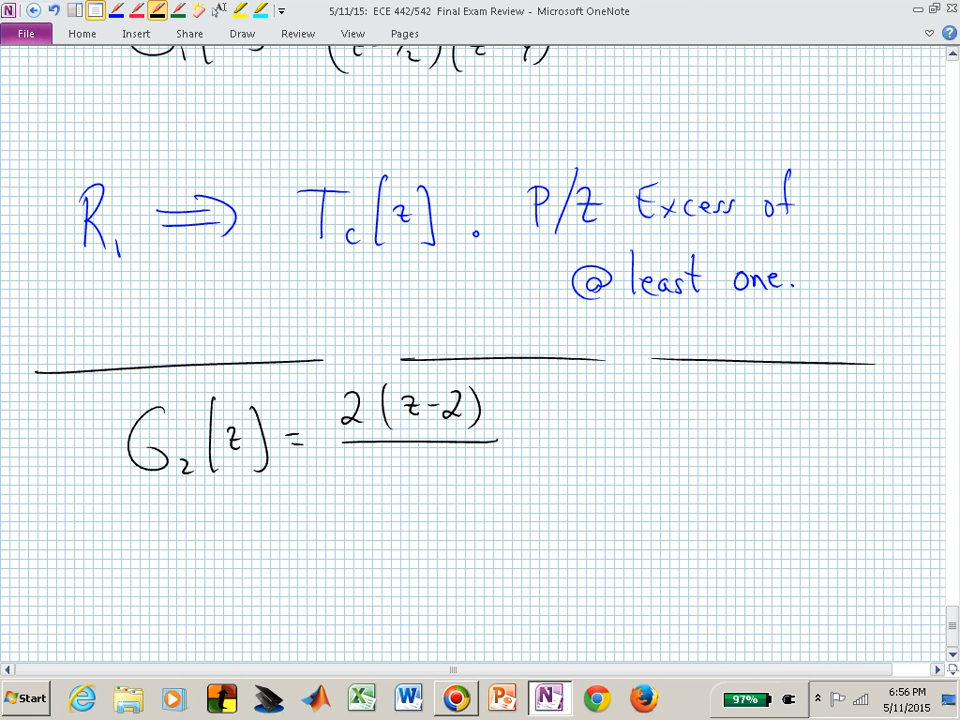 5/11/15: ECE 442/542 Final Exam Review - Microsoft OneNote
File Home Insert Share Draw Review View Pages
R₁ ⇒ T_c[z] . P/Z Excess of
@ least one.
G₂[z] = 2(z-2)
Start
97%
6:56 PM
5/11/2015